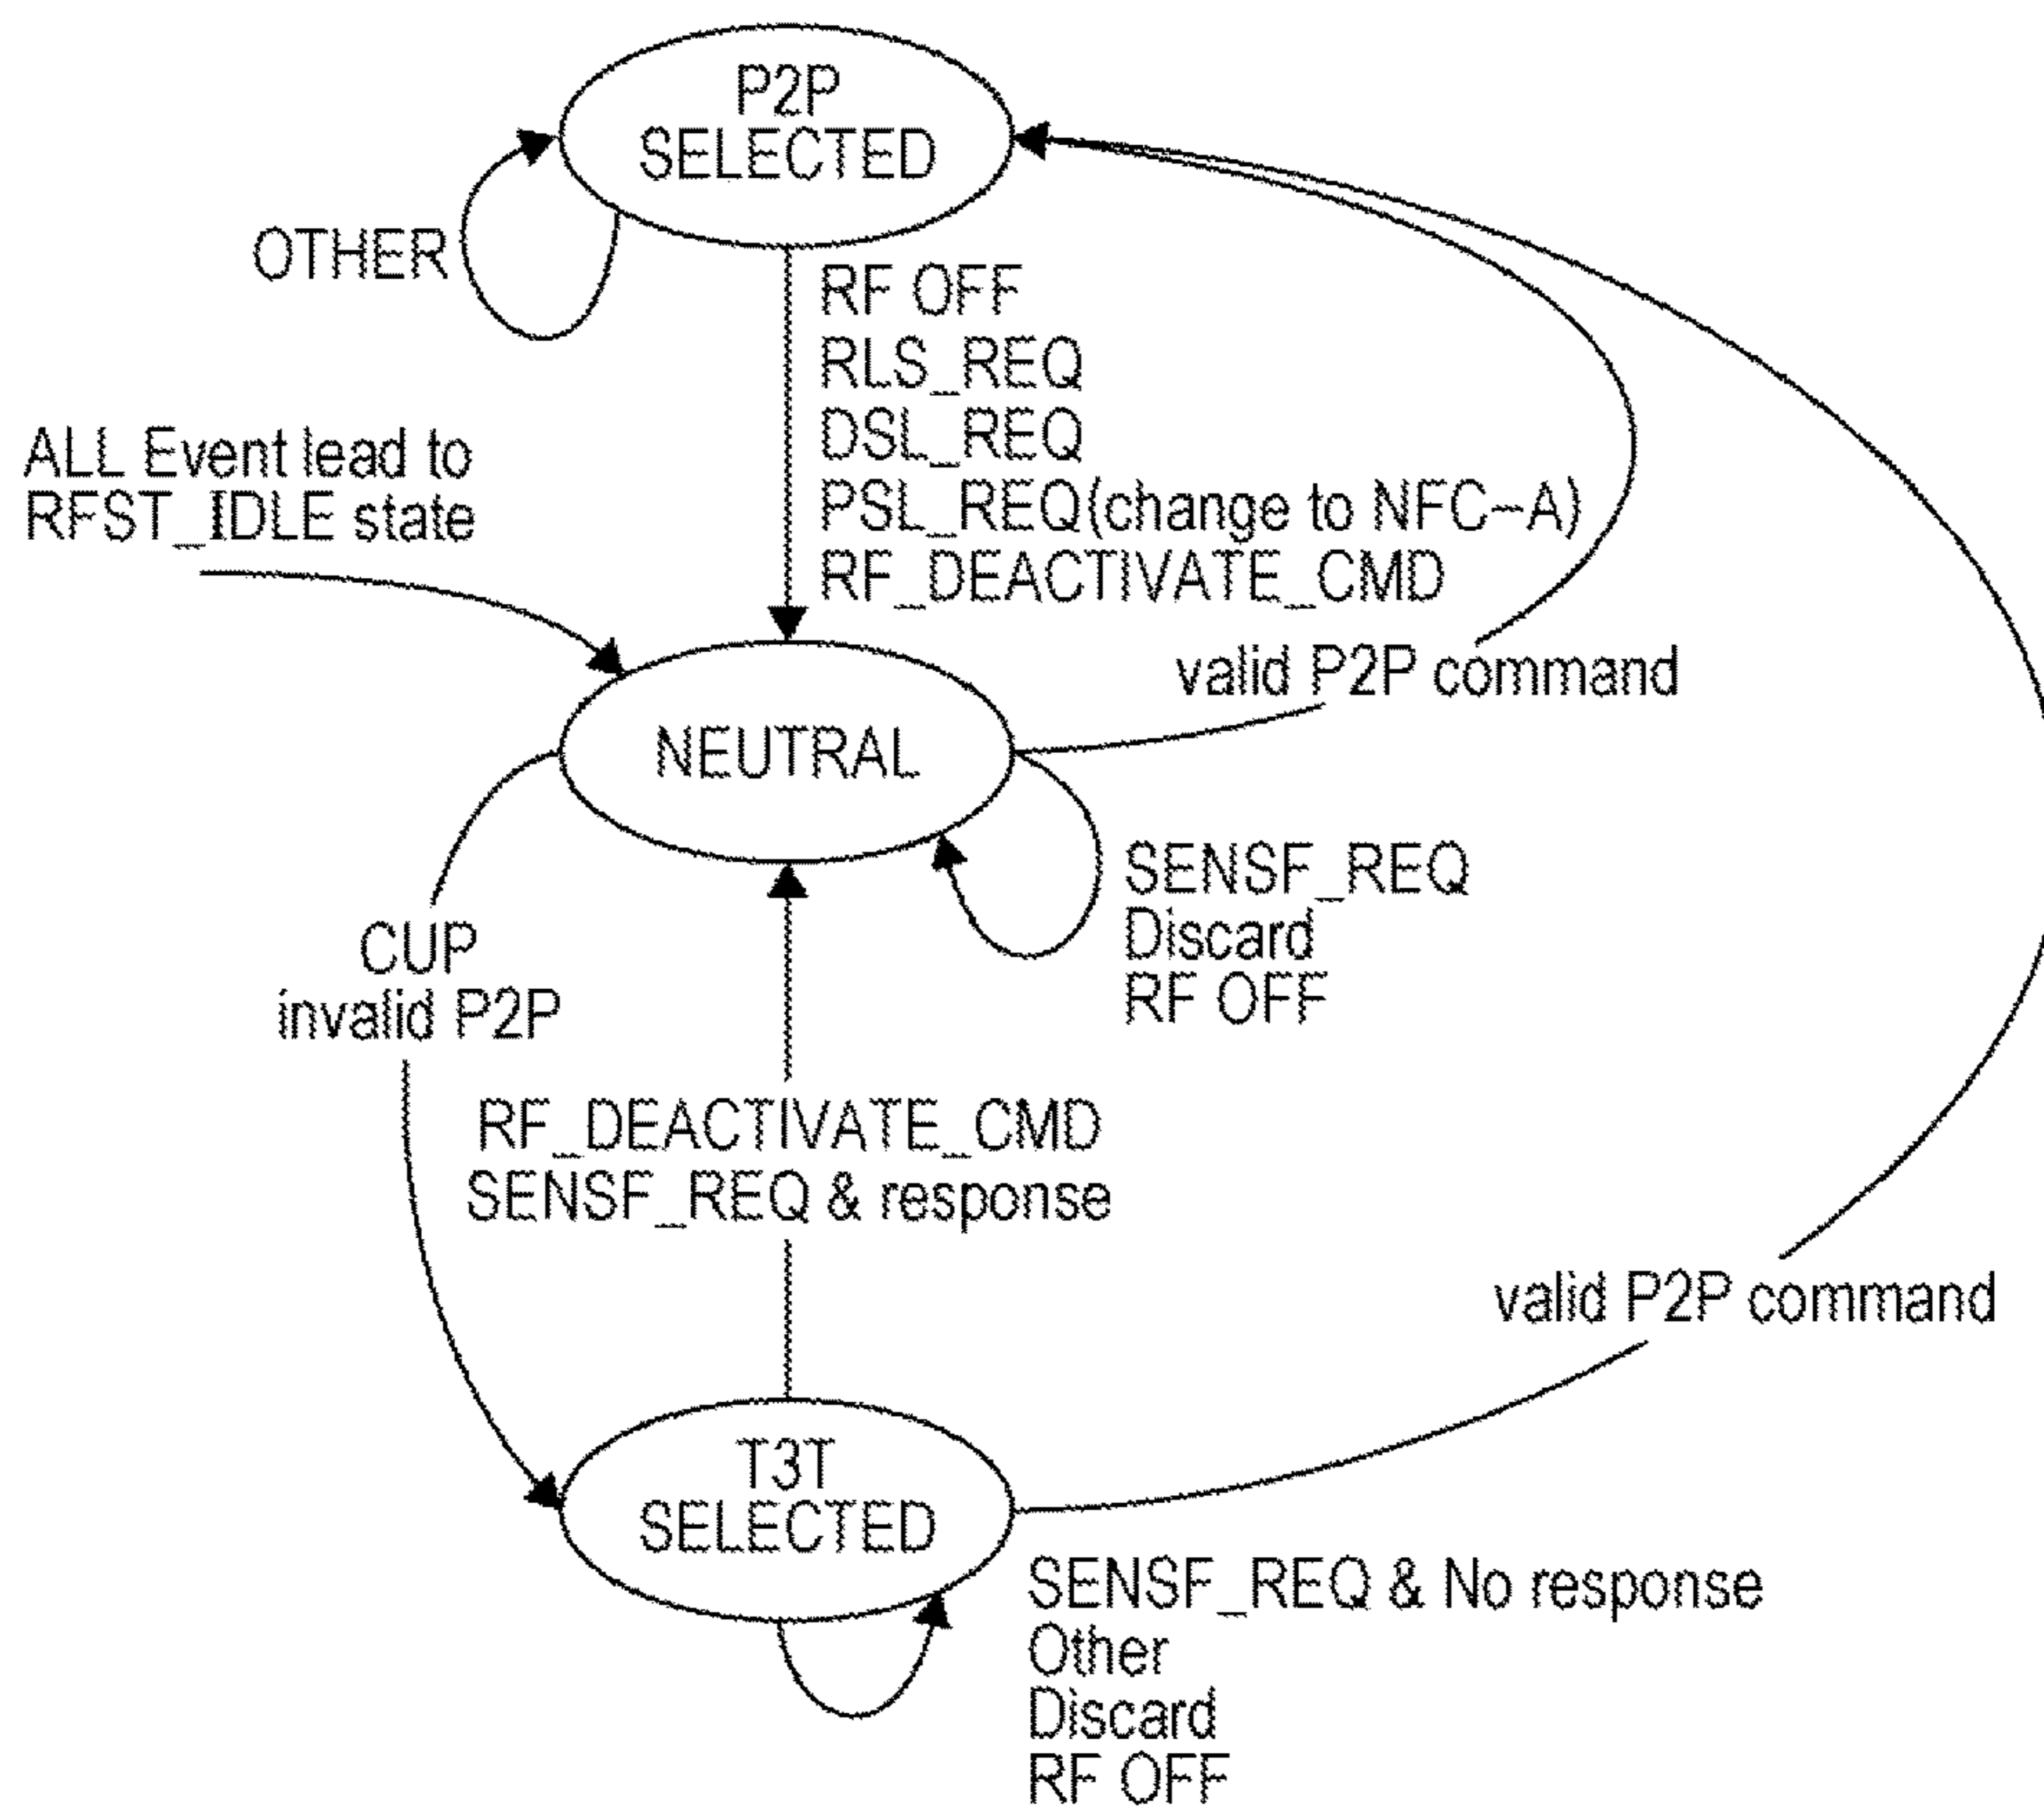 P2P
SELECTED
OTHER
RF OFF
RLS_REQ
DSL_REQ
PSL_REQ(change to NFC-A)
RF_DEACTIVATE_CMD
ALL Event lead to
RFST_IDLE state
valid P2P command
NEUTRAL
SENSF_REQ
Discard
RF OFF
CUP
invalid P2P
RF_DEACTIVATE_CMD
SENSF_REQ & response
valid P2P command
T3T
SELECTED
SENSF_REQ & No response
Other
Discard
RF OFF